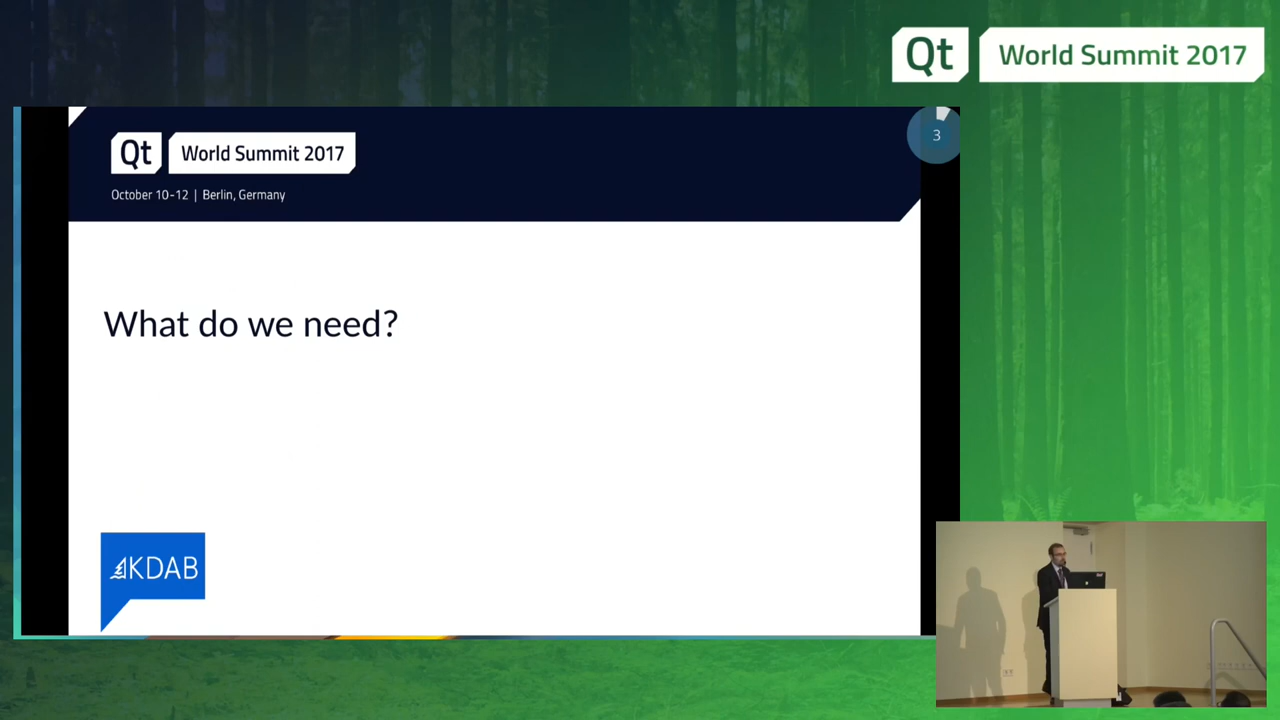 Qt World Summit 2017
Qt World Summit 2017
3
October 10-12 | Berlin, Germany
What do we need?
KDAB